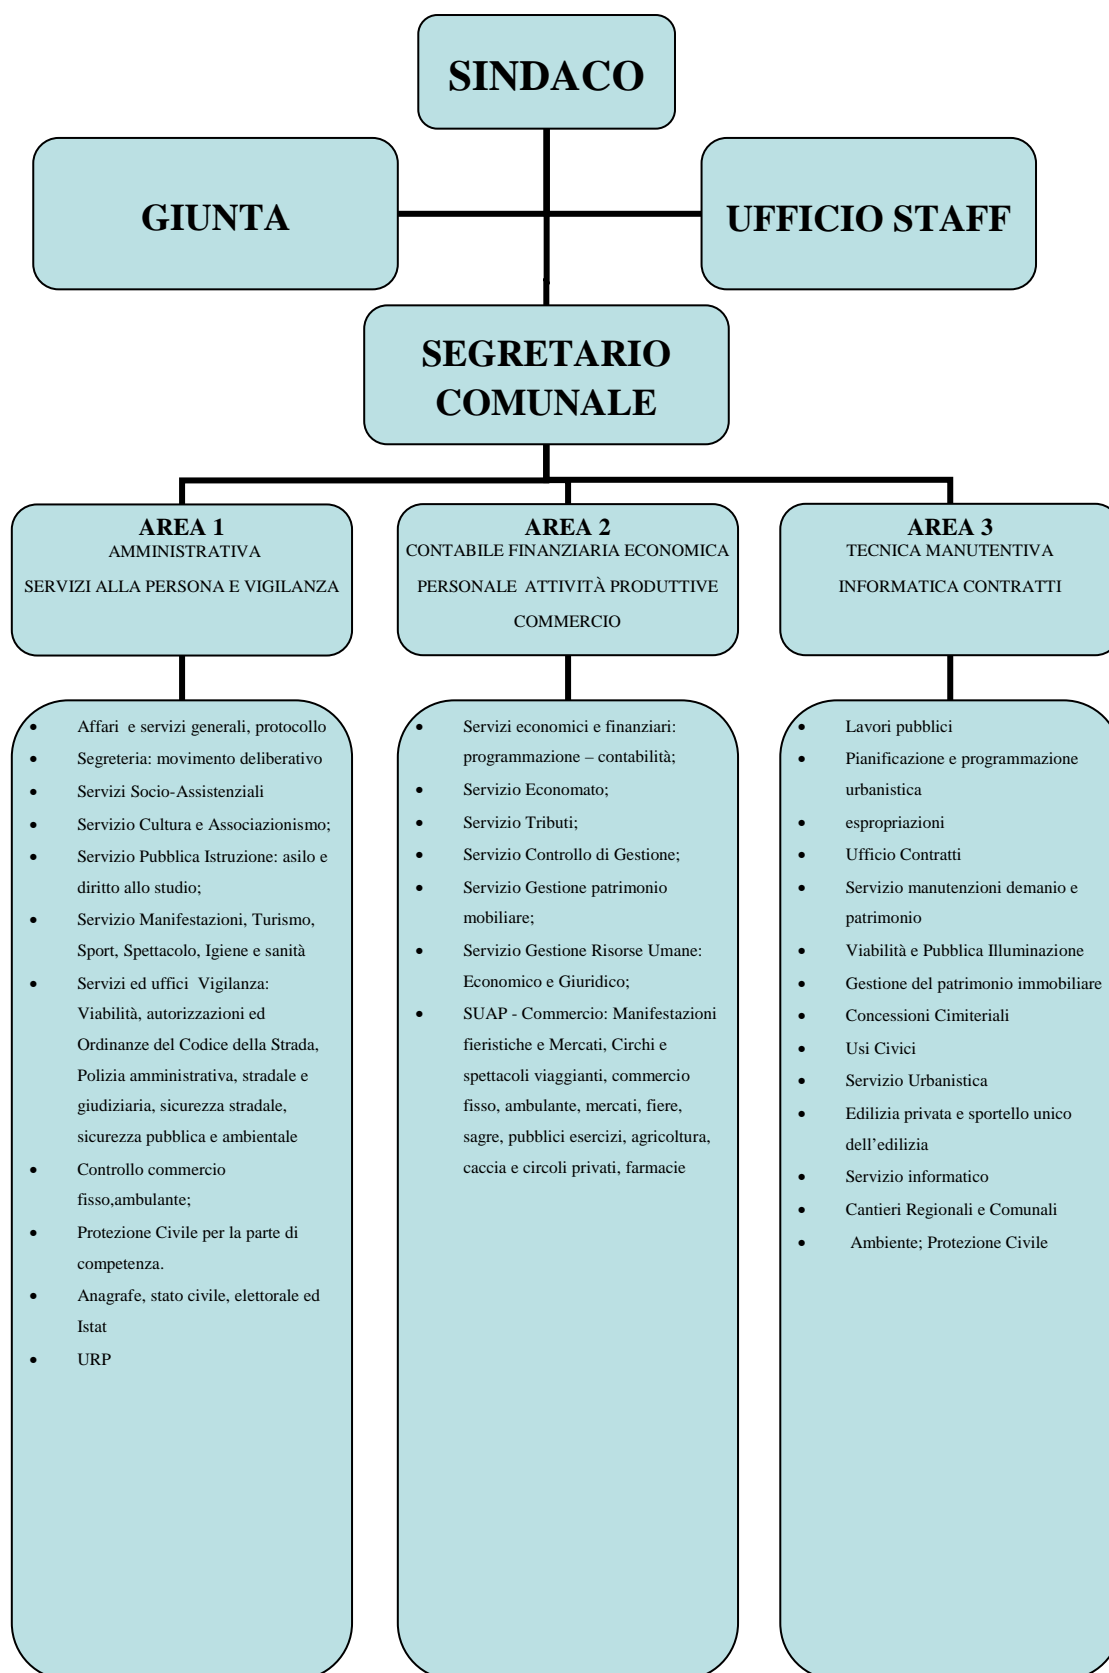 SINDACO
GIUNTA
UFFICIO STAFF
SEGRETARIO
COMUNALE
AREA 1
AMMINISTRATIVA
SERVIZI ALLA PERSONA E VIGILANZA
AREA 2
CONTABILE FINANZIARIA ECONOMICA
PERSONALE ATTIVITÀ PRODUTTIVE
COMMERCIO
AREA 3
TECNICA MANUTENTIVA
INFORMATICA CONTRATTI
• Affari e servizi generali, protocollo
• Segreteria: movimento deliberativo
• Servizi Socio-Assistenziali
• Servizio Cultura e Associazionismo;
• Servizio Pubblica Istruzione: asilo e
diritto allo studio;
• Servizio Manifestazioni, Turismo,
Sport, Spettacolo, Igiene e sanità
• Servizi ed uffici Vigilanza:
Viabilità, autorizzazioni ed
Ordinanze del Codice della Strada,
Polizia amministrativa, stradale e
giudiziaria, sicurezza stradale,
sicurezza pubblica e ambientale
• Controllo commercio
fisso,ambulante;
• Protezione Civile per la parte di
competenza.
• Anagrafe, stato civile, elettorale ed
Istat
• URP
• Servizi economici e finanziari:
programmazione – contabilità;
• Servizio Economato;
• Servizio Tributi;
• Servizio Controllo di Gestione;
• Servizio Gestione patrimonio
mobiliare;
• Servizio Gestione Risorse Umane:
Economico e Giuridico;
• SUAP - Commercio: Manifestazioni
fieristiche e Mercati, Circhi e
spettacoli viaggianti, commercio
fisso, ambulante, mercati, fiere,
sagre, pubblici esercizi, agricoltura,
caccia e circoli privati, farmacie
• Lavori pubblici
• Pianificazione e programmazione
urbanistica
• espropriazioni
• Ufficio Contratti
• Servizio manutenzioni demanio e
patrimonio
• Viabilità e Pubblica Illuminazione
• Gestione del patrimonio immobiliare
• Concessioni Cimiteriali
• Usi Civici
• Servizio Urbanistica
• Edilizia privata e sportello unico
dell’edilizia
• Servizio informatico
• Cantieri Regionali e Comunali
• Ambiente; Protezione Civile